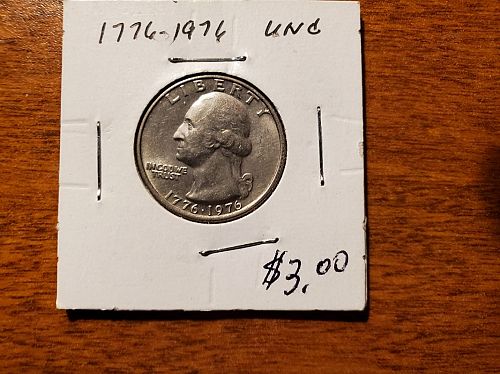 1776-1976 UNC
LIBERTY
IN GOD WE
TRUST
1776·1976
$3.00